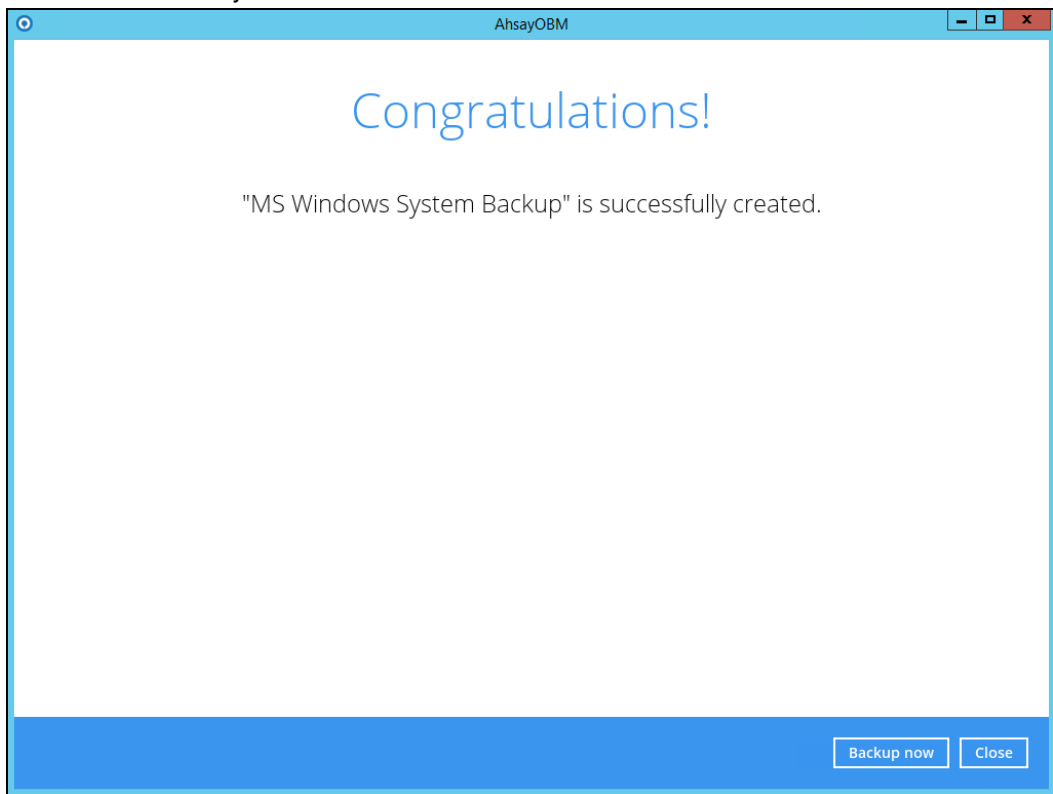 AhsayOBM
Congratulations!
"MS Windows System Backup" is successfully created.
Backup now
Close